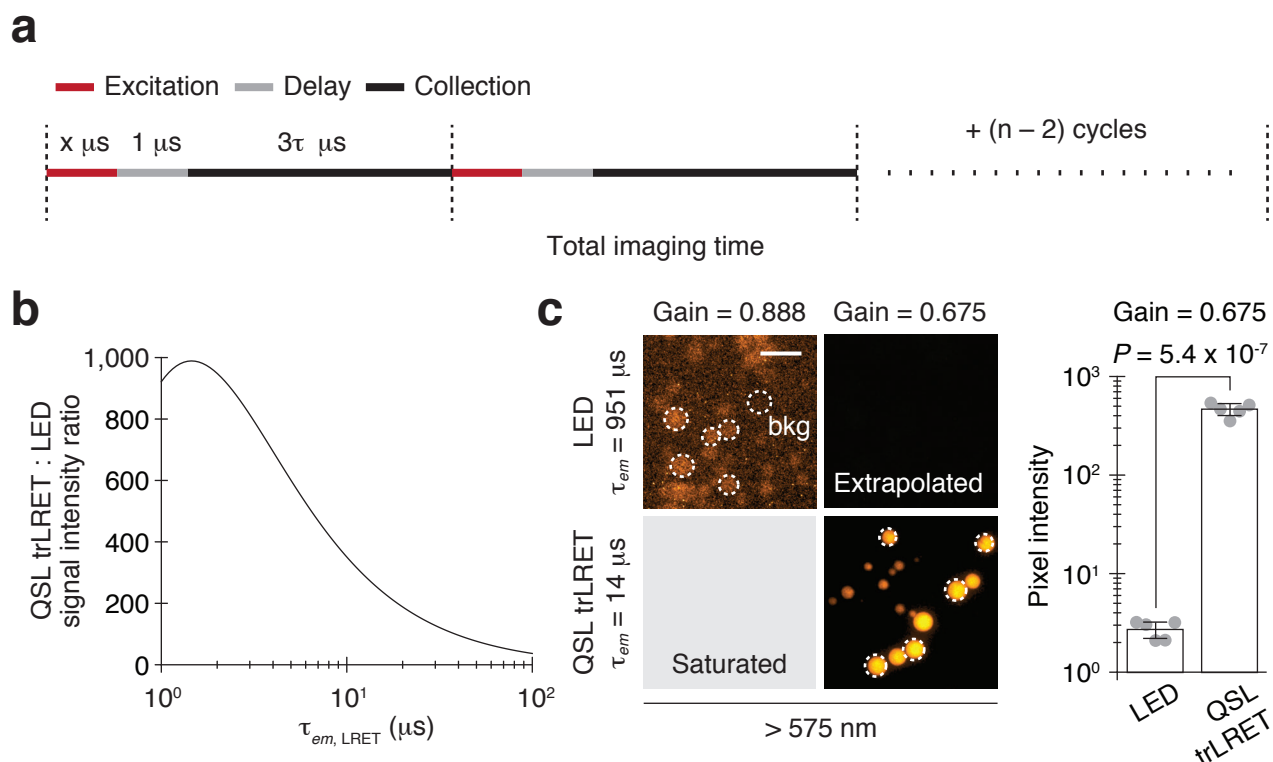 a
Excitation Delay Collection
x μs 1 μs 3τ μs + (n – 2) cycles
Total imaging time
b
QSL trLRET : LED
signal intensity ratio
1,000
800
600
400
200
0
10⁰ 10¹ 10²
τem, LRET (μs)
c
Gain = 0.888 Gain = 0.675
LED
τem = 951 μs
bkg
Extrapolated
QSL trLRET
τem = 14 μs
Saturated
> 575 nm
Gain = 0.675
P = 5.4 x 10⁻⁷
Pixel intensity
10³
10²
10¹
10⁰
LED
QSL
trLRET